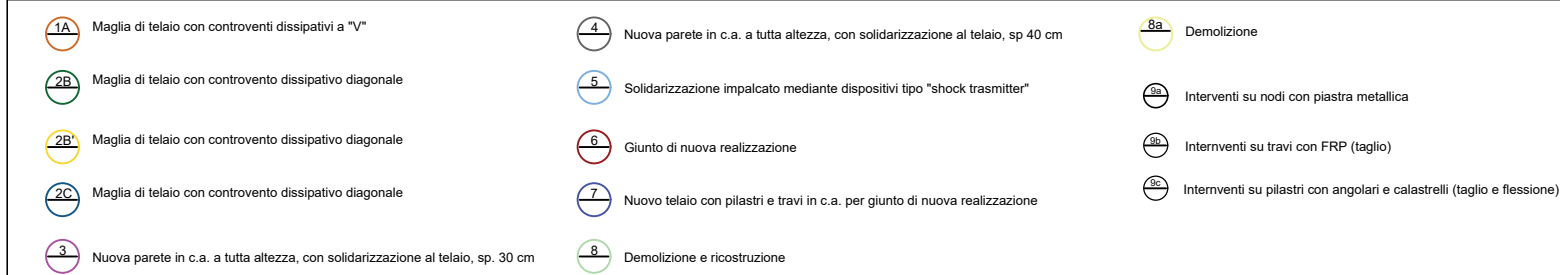 1A Maglia di telaio con controventi dissipativi a "V"
2B Maglia di telaio con controvento dissipativo diagonale
2B' Maglia di telaio con controvento dissipativo diagonale
2C Maglia di telaio con controvento dissipativo diagonale
3 Nuova parete in c.a. a tutta altezza, con solidarizzazione al telaio, sp. 30 cm
4 Nuova parete in c.a. a tutta altezza, con solidarizzazione al telaio, sp 40 cm
5 Solidarizzazione impalcato mediante dispositivi tipo "shock trasmitter"
6 Giunto di nuova realizzazione
7 Nuovo telaio con pilastri e travi in c.a. per giunto di nuova realizzazione
8 Demolizione e ricostruzione
8a Demolizione
9a Interventi su nodi con piastra metallica
9b Internventi su travi con FRP (taglio)
9c Internventi su pilastri con angolari e calastrelli (taglio e flessione)